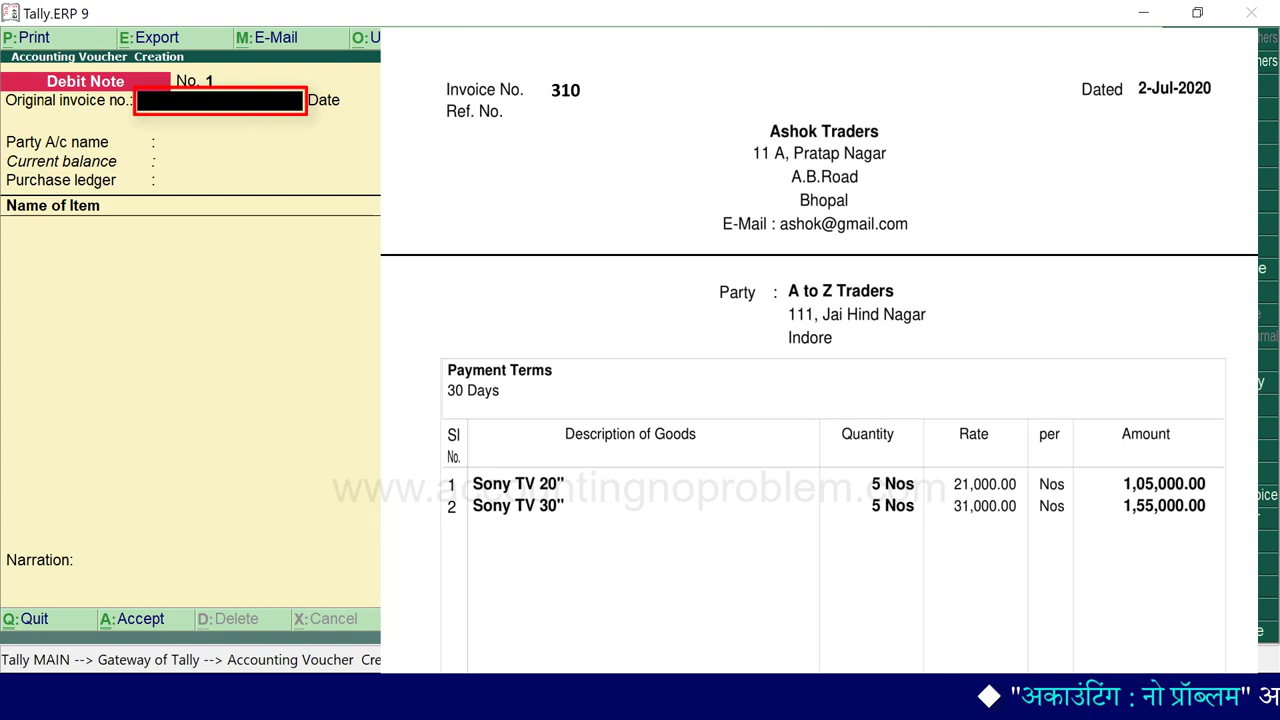 Tally.ERP 9
P: Print E: Export M: E-Mail O: U
Accounting Voucher Creation
Debit Note No. 1
Original invoice no.: Date
Party A/c name :
Current balance :
Purchase ledger :
Name of Item
Narration:
Q: Quit A: Accept D: Delete X: Cancel
Tally MAIN --> Gateway of Tally --> Accounting Voucher Cre
Invoice No. 310 Dated 2-Jul-2020
Ref. No.
Ashok Traders
11 A, Pratap Nagar
A.B.Road
Bhopal
E-Mail : ashok@gmail.com
Party : A to Z Traders
111, Jai Hind Nagar
Indore
Payment Terms
30 Days
Sl Description of Goods Quantity Rate per Amount
No.
1 Sony TV 20" 5 Nos 21,000.00 Nos 1,05,000.00
2 Sony TV 30" 5 Nos 31,000.00 Nos 1,55,000.00
www.accountingnoproblem.com
◆ "अकाउंटिंग : नो प्रॉब्लम" अ